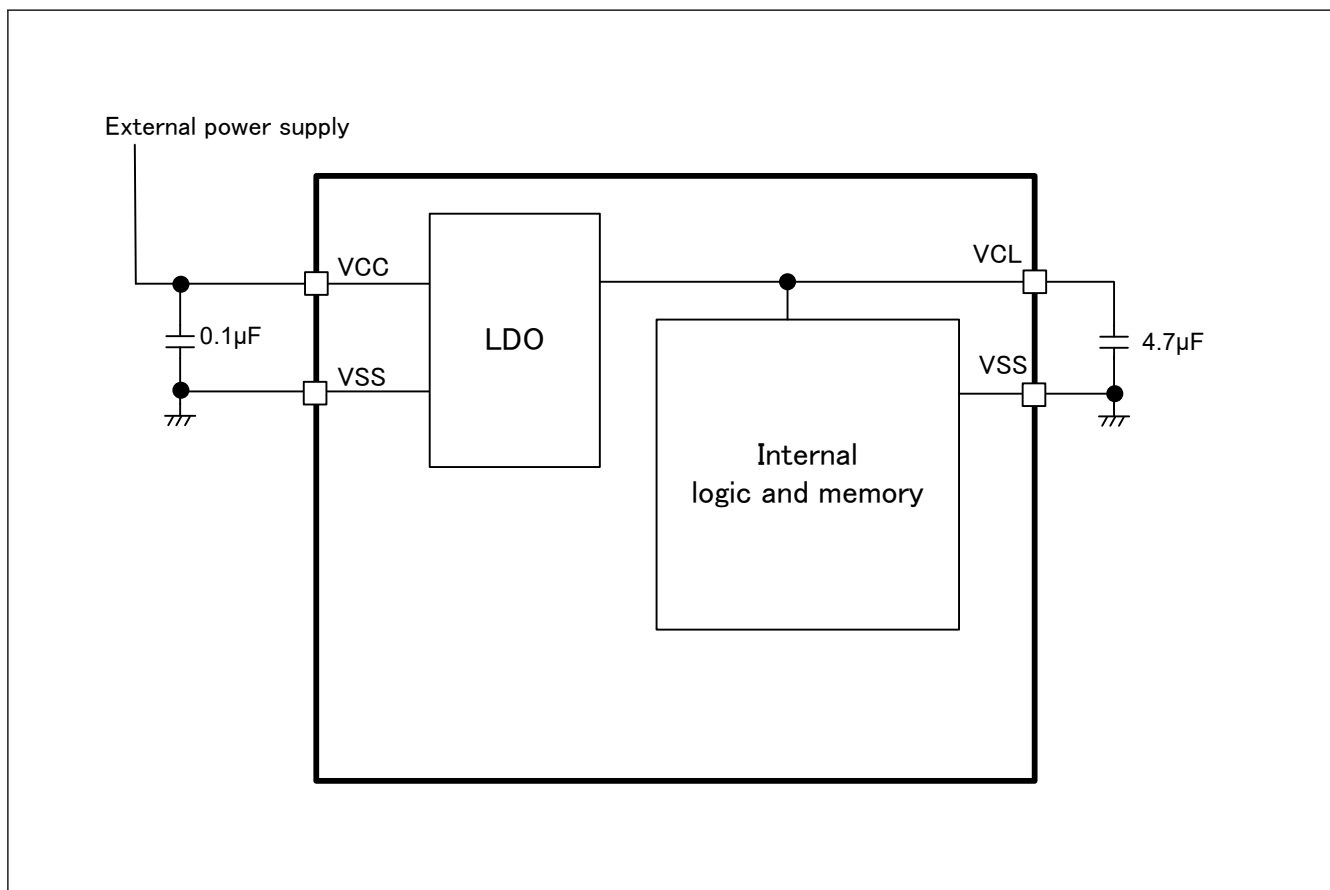 External power supply
VCC
VCL
0.1µF
LDO
4.7µF
VSS
VSS
Internal
logic and memory